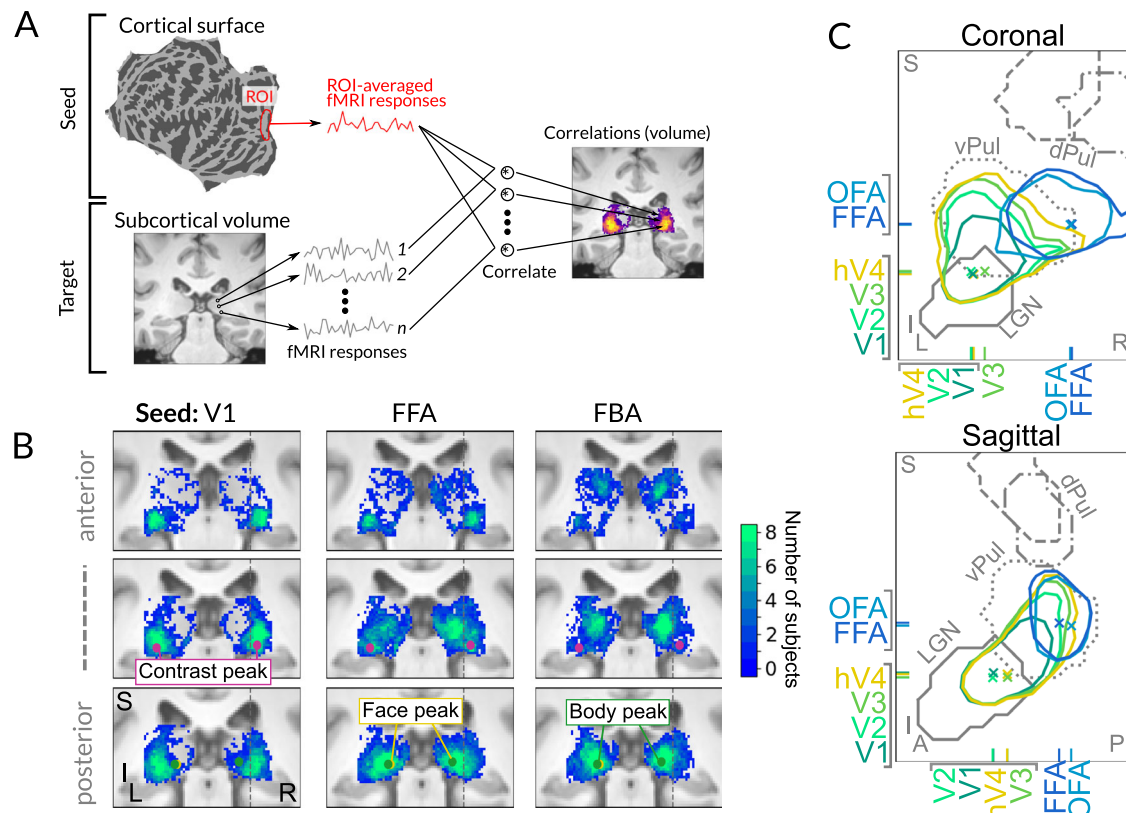 A
Cortical surface
Seed
ROI
ROI-averaged
fMRI responses
Correlations (volume)
Target
Subcortical volume
1
2
n
fMRI responses
Correlate
*
*
*
B
Seed: V1
FFA
FBA
anterior
posterior
Contrast peak
Face peak
Body peak
S
I
L
R
8
6
4
2
0
Number of subjects
C
Coronal
S
vPul
dPul
OFA
FFA
hV4
V3
V2
V1
I
L
LGN
R
hV4
V2
V1
V3
OFA
FFA
Sagittal
S
dPul
vPul
LGN
OFA
FFA
hV4
V3
V2
V1
I
A
P
V2
V1
hV4
V3
FFA
OFA